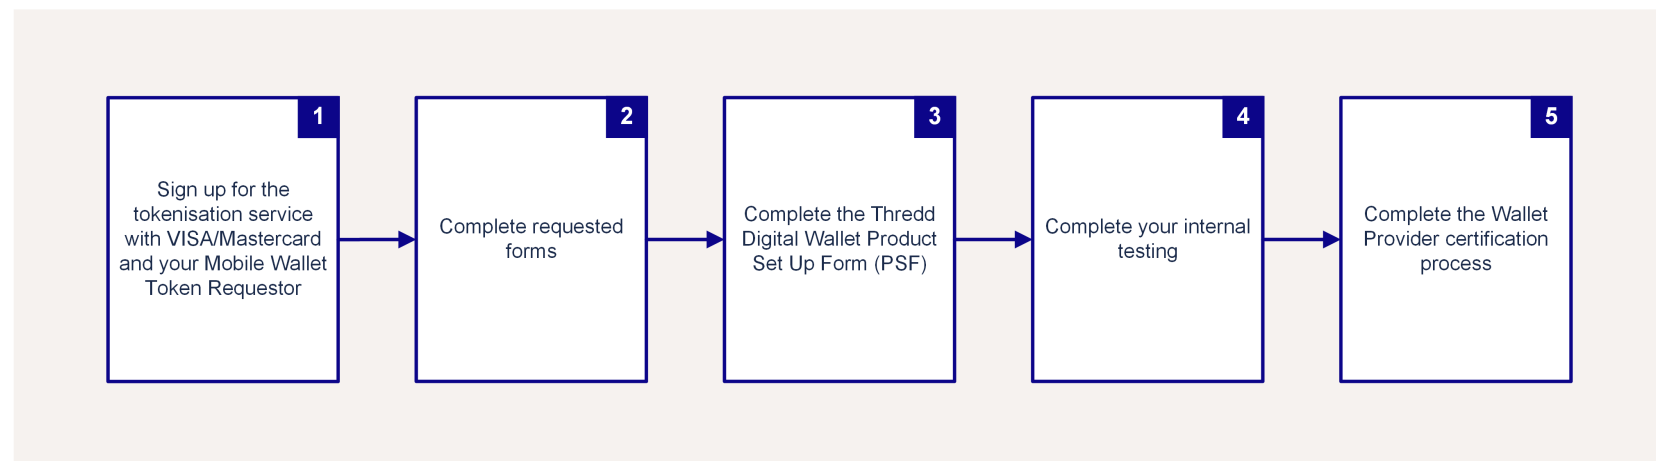 1
Sign up for the
tokenisation service
with VISA/Mastercard
and your Mobile Wallet
Token Requestor
2
Complete requested
forms
3
Complete the Thredd
Digital Wallet Product
Set Up Form (PSF)
4
Complete your internal
testing
5
Complete the Wallet
Provider certification
process